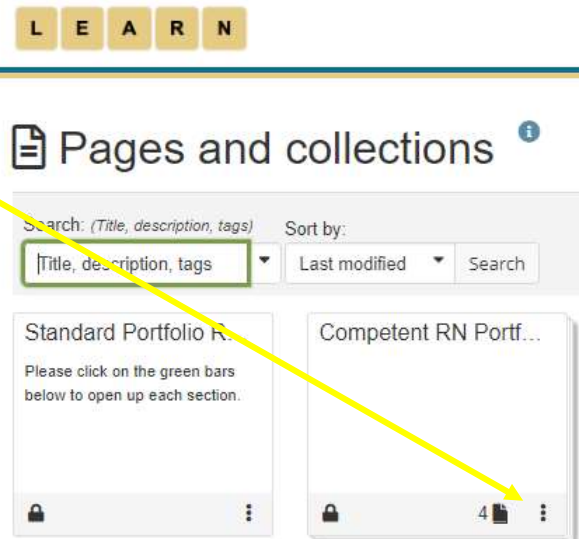 L E A R N
Pages and collections
Search: (Title, description, tags) Sort by:
Title, description, tags Last modified Search
Standard Portfolio R...
Please click on the green bars
below to open up each section.
Competent RN Portf...
4